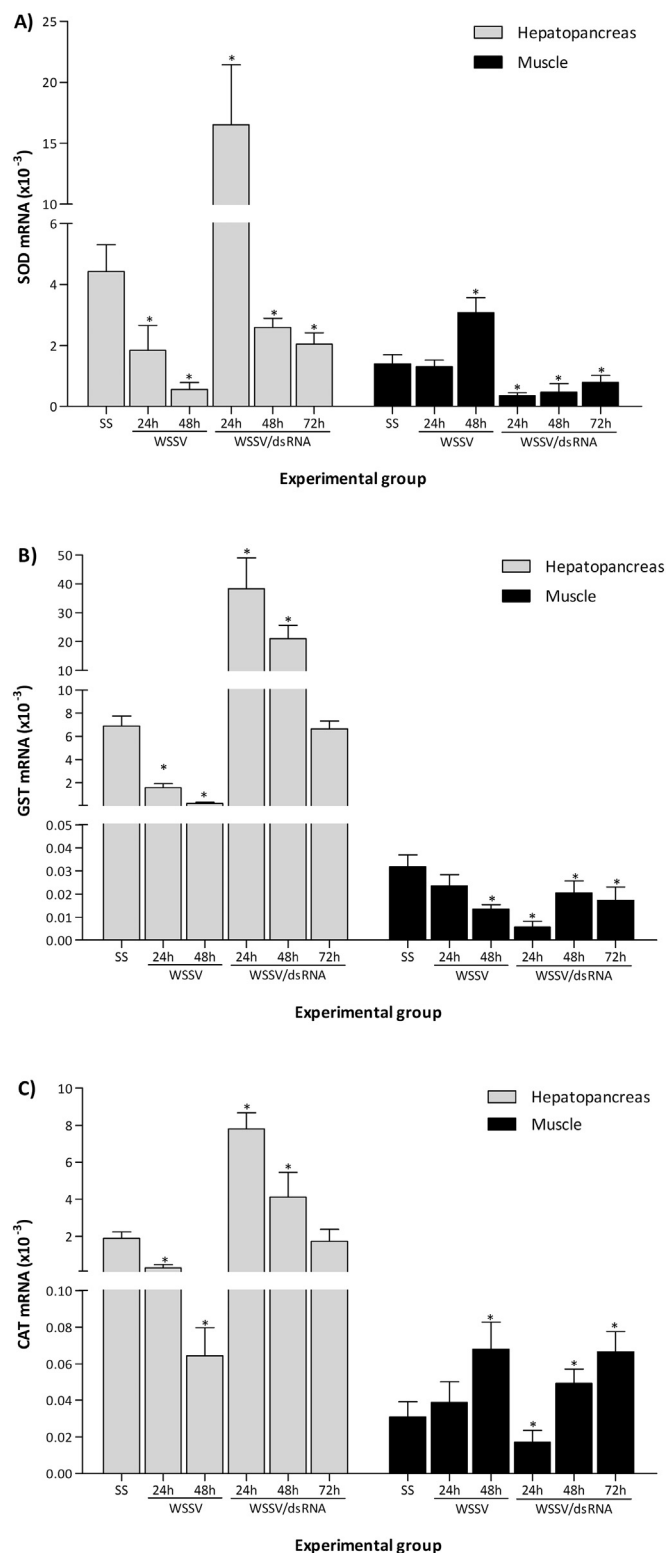 A)
Hepatopancreas
Muscle
SOD mRNA (x10⁻³)
25
20
15
10
6
4
2
0
* * * * * * * * * *
SS 24h 48h 24h 48h 72h SS 24h 48h 24h 48h 72h
WSSV WSSV/dsRNA WSSV WSSV/dsRNA
Experimental group
B)
Hepatopancreas
Muscle
GST mRNA (x10⁻³)
50
40
30
20
10
10
8
6
4
2
0.05
0.04
0.03
0.02
0.01
0.00
* * * * * * * *
SS 24h 48h 24h 48h 72h SS 24h 48h 24h 48h 72h
WSSV WSSV/dsRNA WSSV WSSV/dsRNA
Experimental group
C)
Hepatopancreas
Muscle
CAT mRNA (x10⁻³)
10
8
6
4
2
0.10
0.08
0.06
0.04
0.02
0.00
* * * * * * * *
SS 24h 48h 24h 48h 72h SS 24h 48h 24h 48h 72h
WSSV WSSV/dsRNA WSSV WSSV/dsRNA
Experimental group